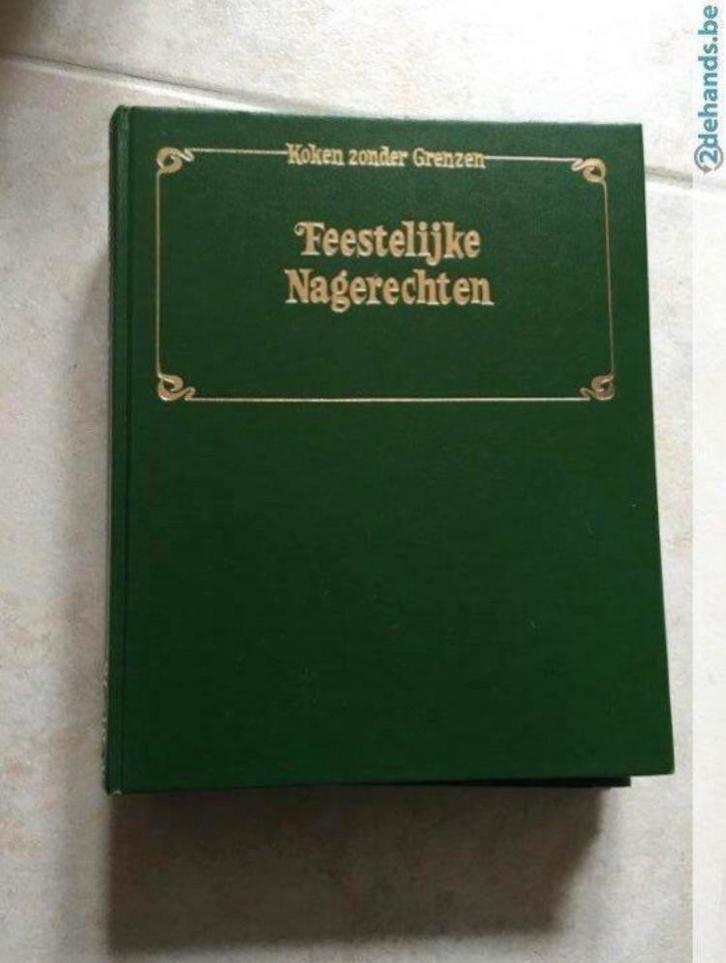 Koken zonder Grenzen
Feestelijke
Nagerechten
2dehands.be